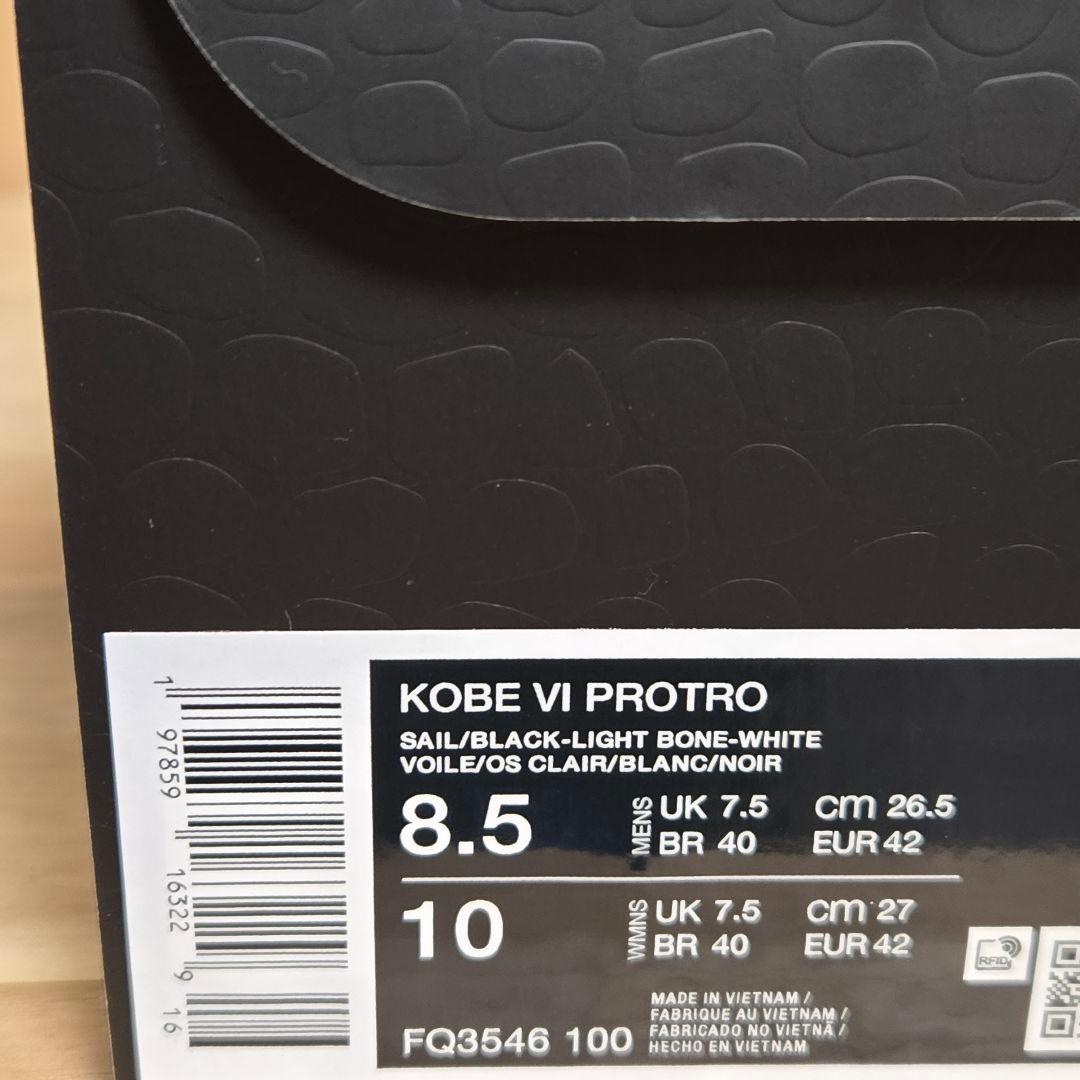 1 97859 16322 9 16
KOBE VI PROTRO
SAIL/BLACK-LIGHT BONE-WHITE
VOILE/OS CLAIR/BLANC/NOIR
8.5 MENS UK 7.5 cm 26.5
BR 40 EUR 42
10 WMNS UK 7.5 cm 27
BR 40 EUR 42
RFID
FQ3546 100
MADE IN VIETNAM /
FABRIQUE AU VIETNAM /
FABRICADO NO VIETNÃ /
HECHO EN VIETNAM